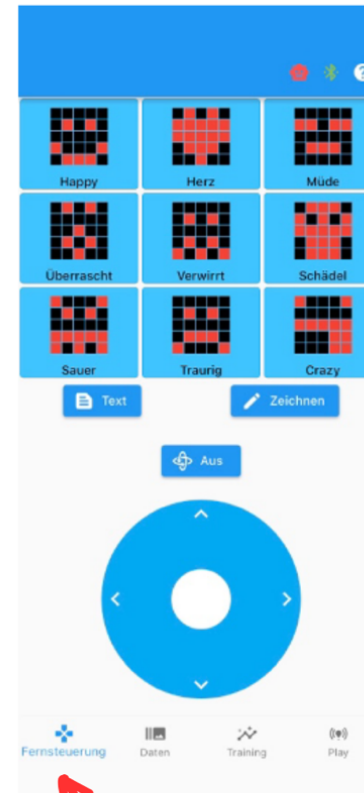 Happy Herz Müde
Überrascht Verwirrt Schädel
Sauer Traurig Crazy
Text Zeichnen
Aus
Fernsteuerung Daten Training Play